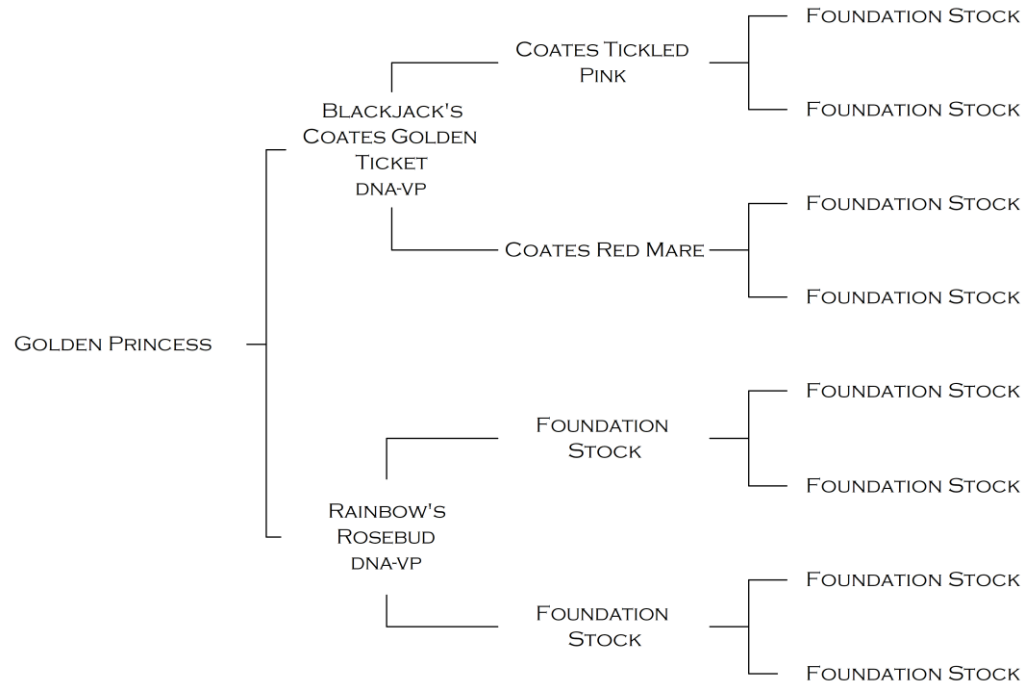 Foundation Stock
Coates Tickled
Pink
Foundation Stock
Blackjack's
Coates Golden
Ticket
DNA-VP
Foundation Stock
Coates Red Mare
Foundation Stock
Golden Princess
Foundation Stock
Foundation
Stock
Foundation Stock
Rainbow's
Rosebud
DNA-VP
Foundation Stock
Foundation
Stock
Foundation Stock